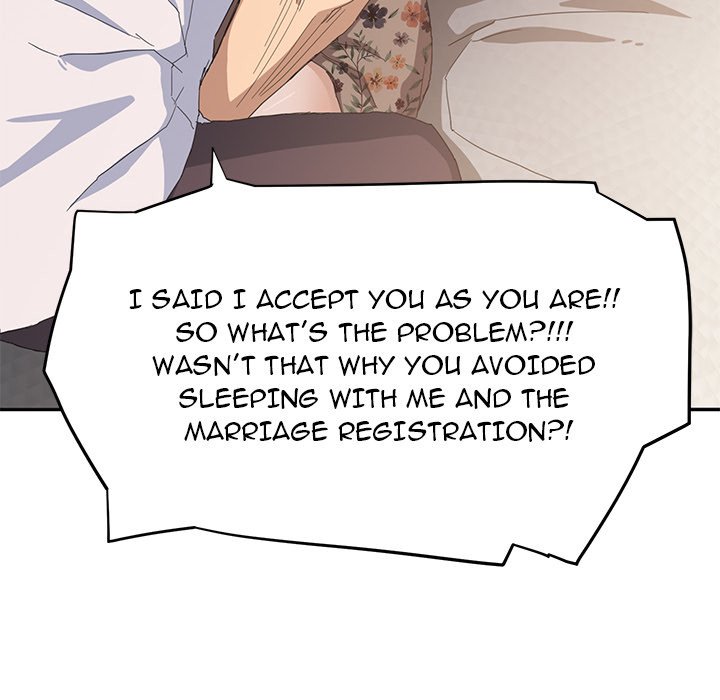 I SAID I ACCEPT YOU AS YOU ARE!!
SO WHAT'S THE PROBLEM?!!!
WASN'T THAT WHY YOU AVOIDED
SLEEPING WITH ME AND THE
MARRIAGE REGISTRATION?!